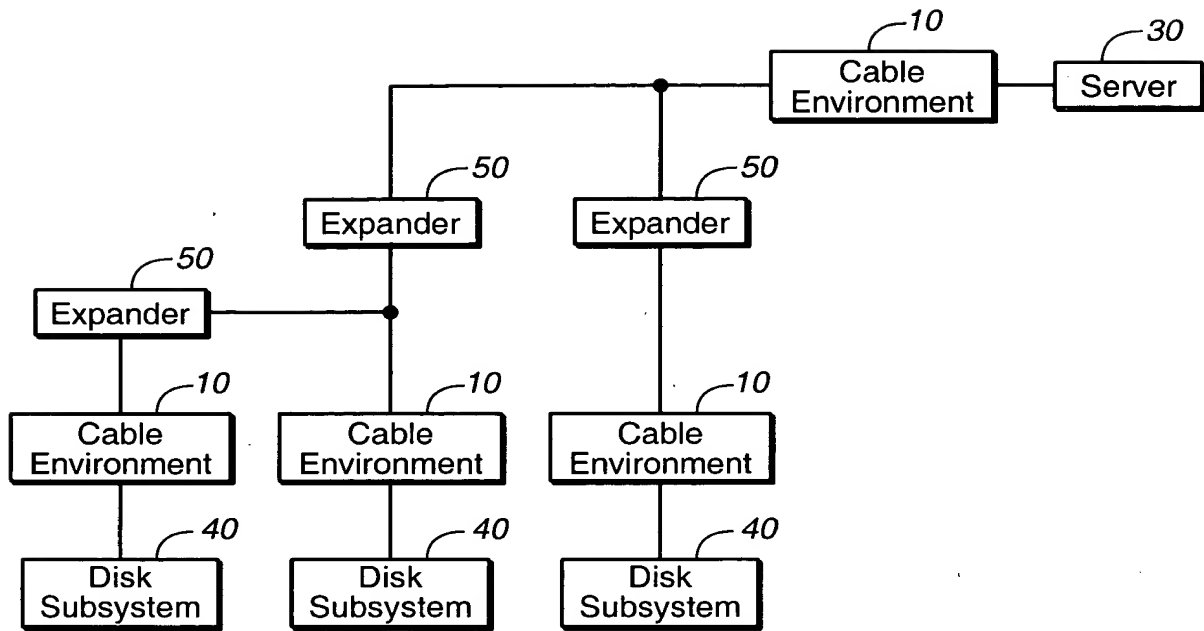 10
30
Cable
Environment
Server
50
50
Expander
Expander
50
Expander
10
10
10
Cable
Environment
Cable
Environment
Cable
Environment
40
40
40
Disk
Subsystem
Disk
Subsystem
Disk
Subsystem